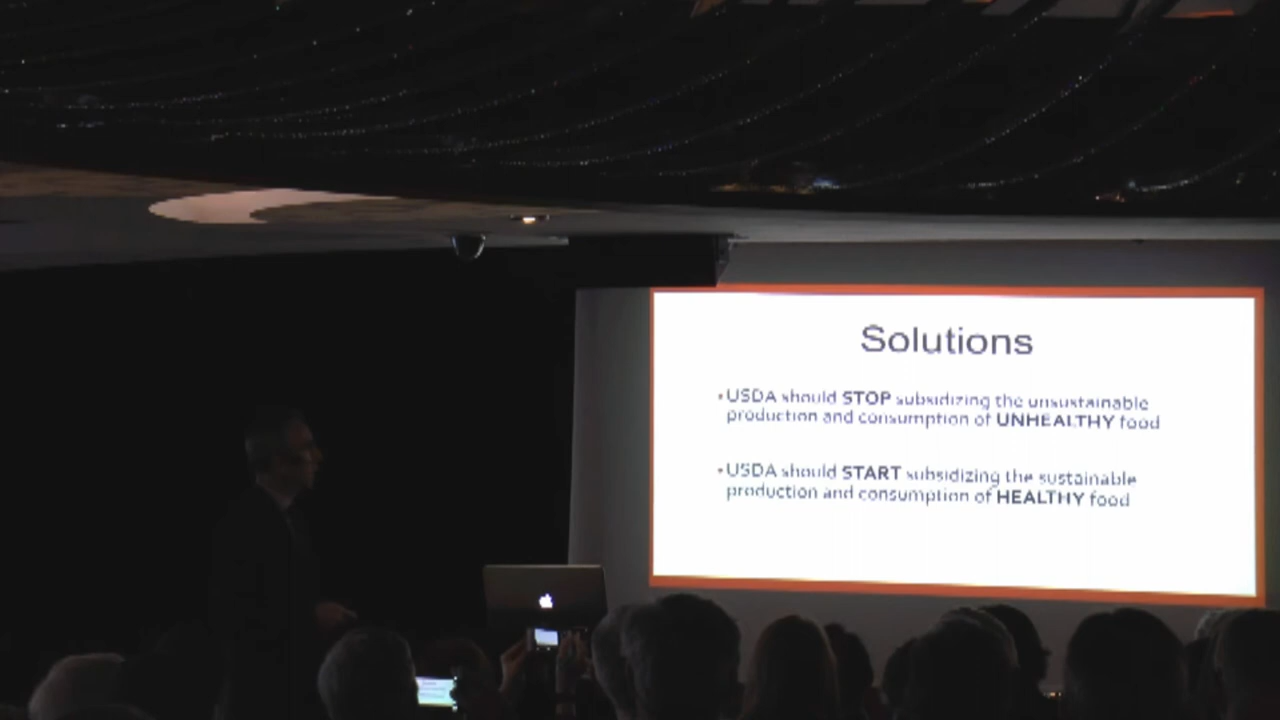 Solutions
• USDA should STOP subsidizing the unsustainable
production and consumption of UNHEALTHY food
• USDA should START subsidizing the sustainable
production and consumption of HEALTHY food